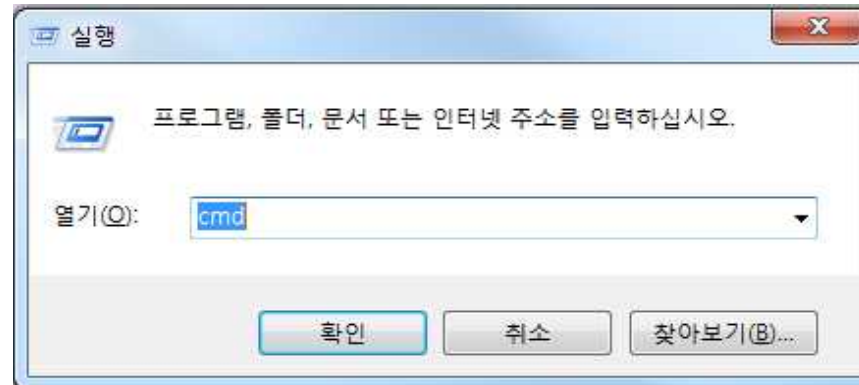 실행
프로그램, 폴더, 문서 또는 인터넷 주소를 입력하십시오.
열기(O): cmd
확인 취소 찾아보기(B)...